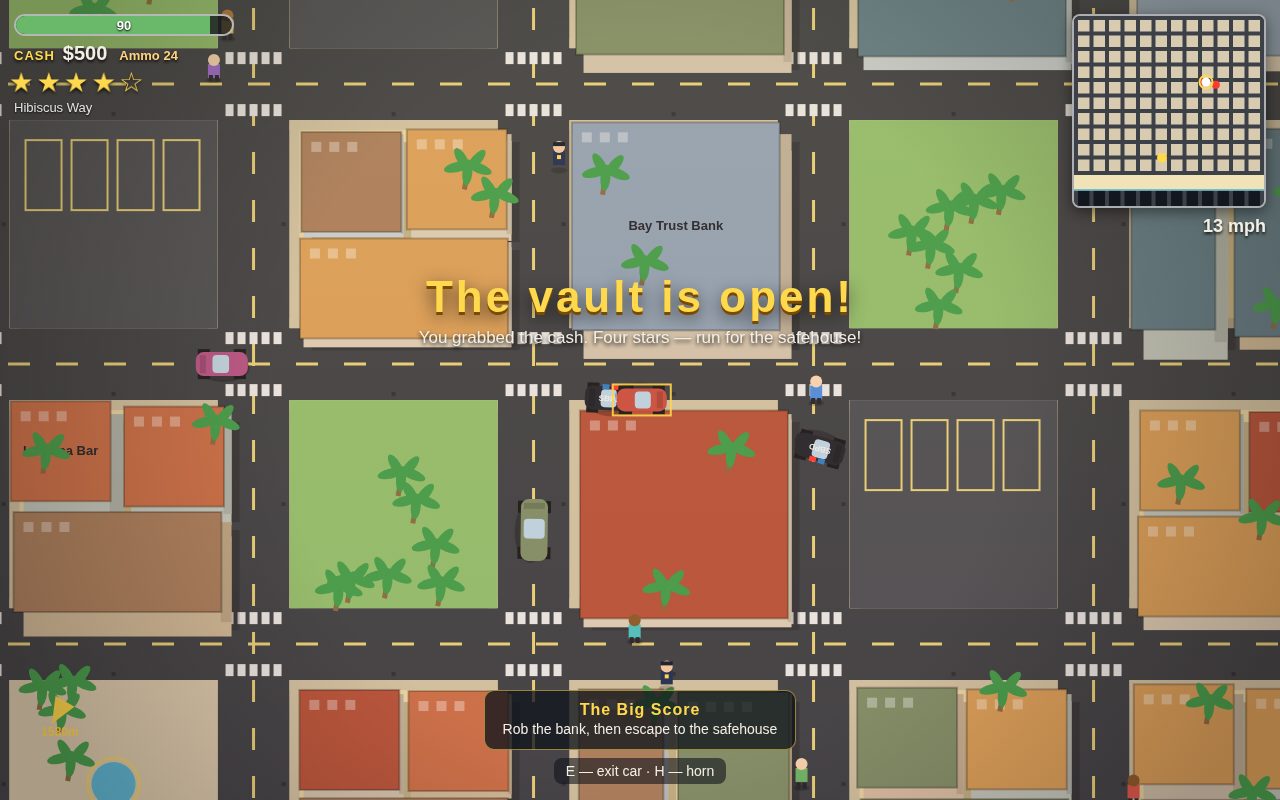 90
CASH $500 Ammo 24
Hibiscus Way
13 mph
Bay Trust Bank
The vault is open!
You grabbed the cash. Four stars — run for the safehouse!
Bar
The Big Score
Rob the bank, then escape to the safehouse
E — exit car · H — horn